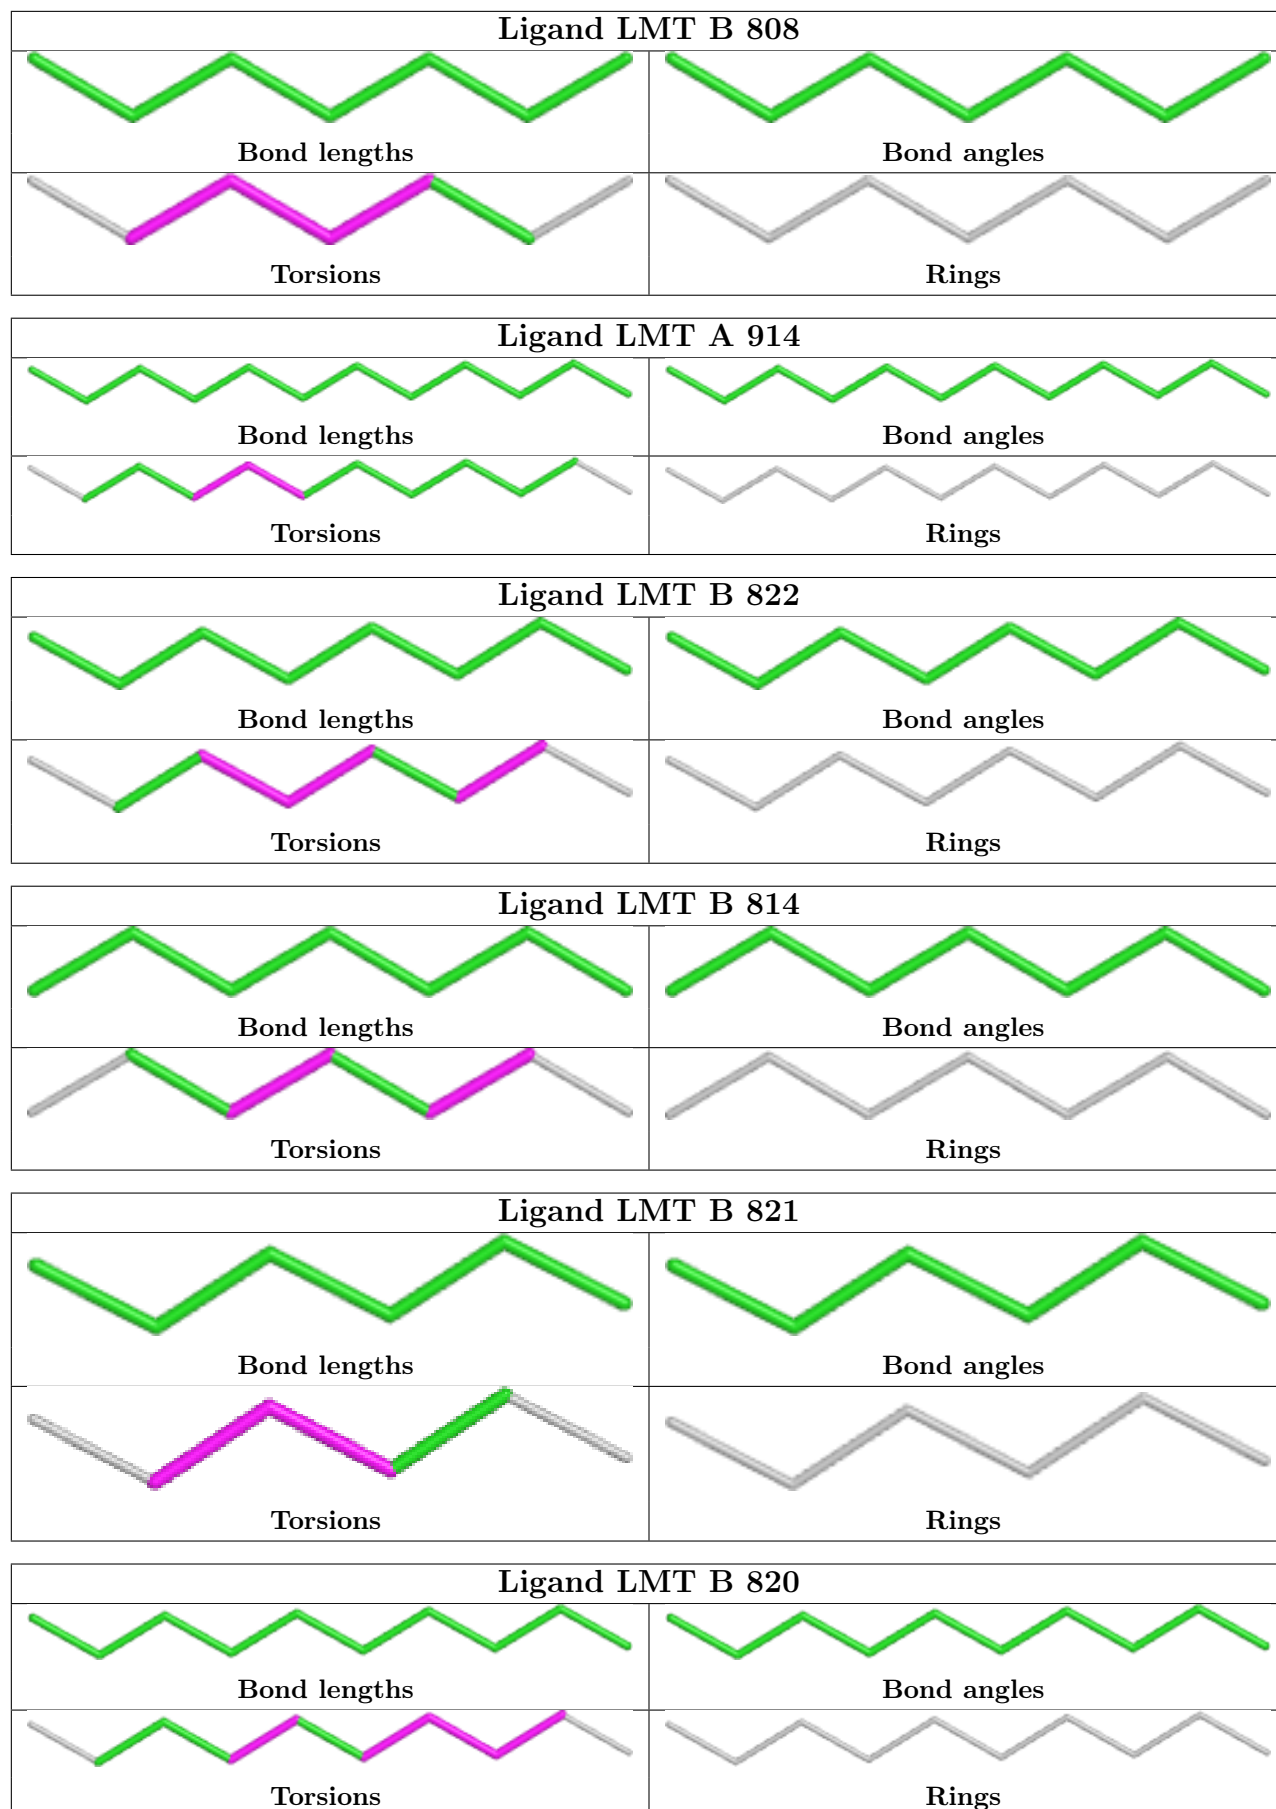 Ligand LMT B 808
Bond lengths Bond angles
Torsions Rings
Ligand LMT A 914
Bond lengths Bond angles
Torsions Rings
Ligand LMT B 822
Bond lengths Bond angles
Torsions Rings
Ligand LMT B 814
Bond lengths Bond angles
Torsions Rings
Ligand LMT B 821
Bond lengths Bond angles
Torsions Rings
Ligand LMT B 820
Bond lengths Bond angles
Torsions Rings